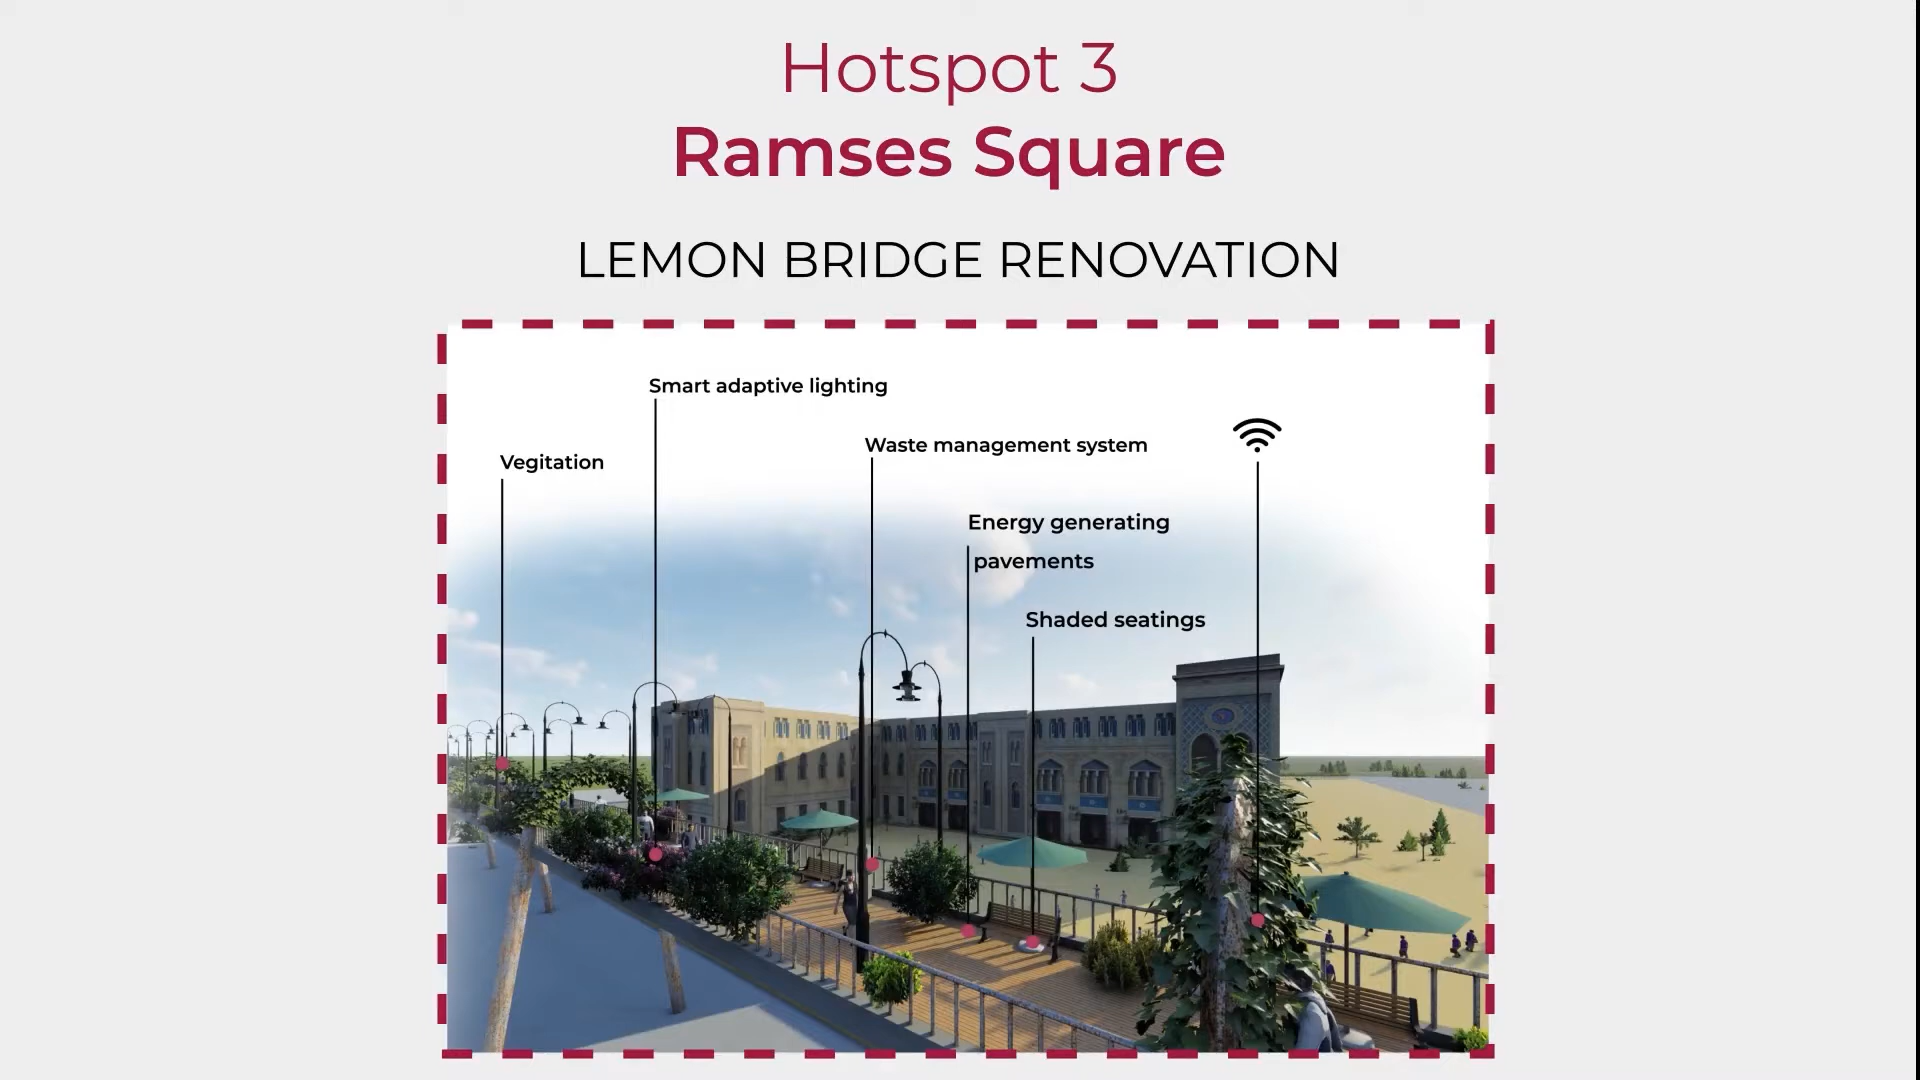 Hotspot 3
Ramses Square
LEMON BRIDGE RENOVATION
Smart adaptive lighting
Waste management system
Vegitation
Energy generating
pavements
Shaded seatings